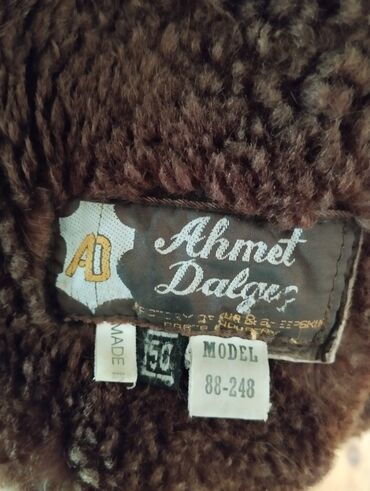 AD
Ahmet
Dalgeç
MADE
50
MODEL
88-248